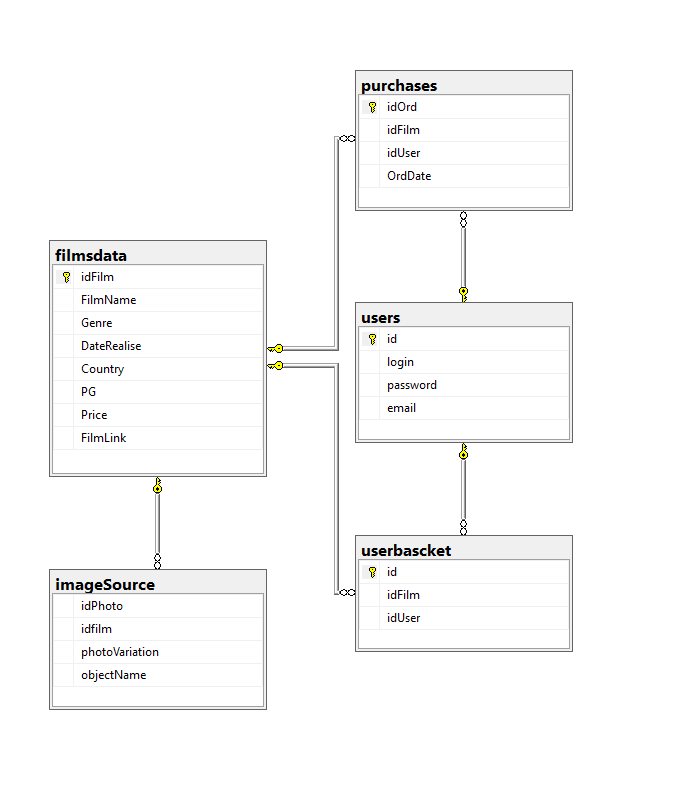 purchases
idOrd
idFilm
idUser
OrdDate
filmsdata
idFilm
FilmName
Genre
DateRealise
Country
PG
Price
FilmLink
users
id
login
password
email
imageSource
idPhoto
idfilm
photoVariation
objectName
userbascket
id
idFilm
idUser